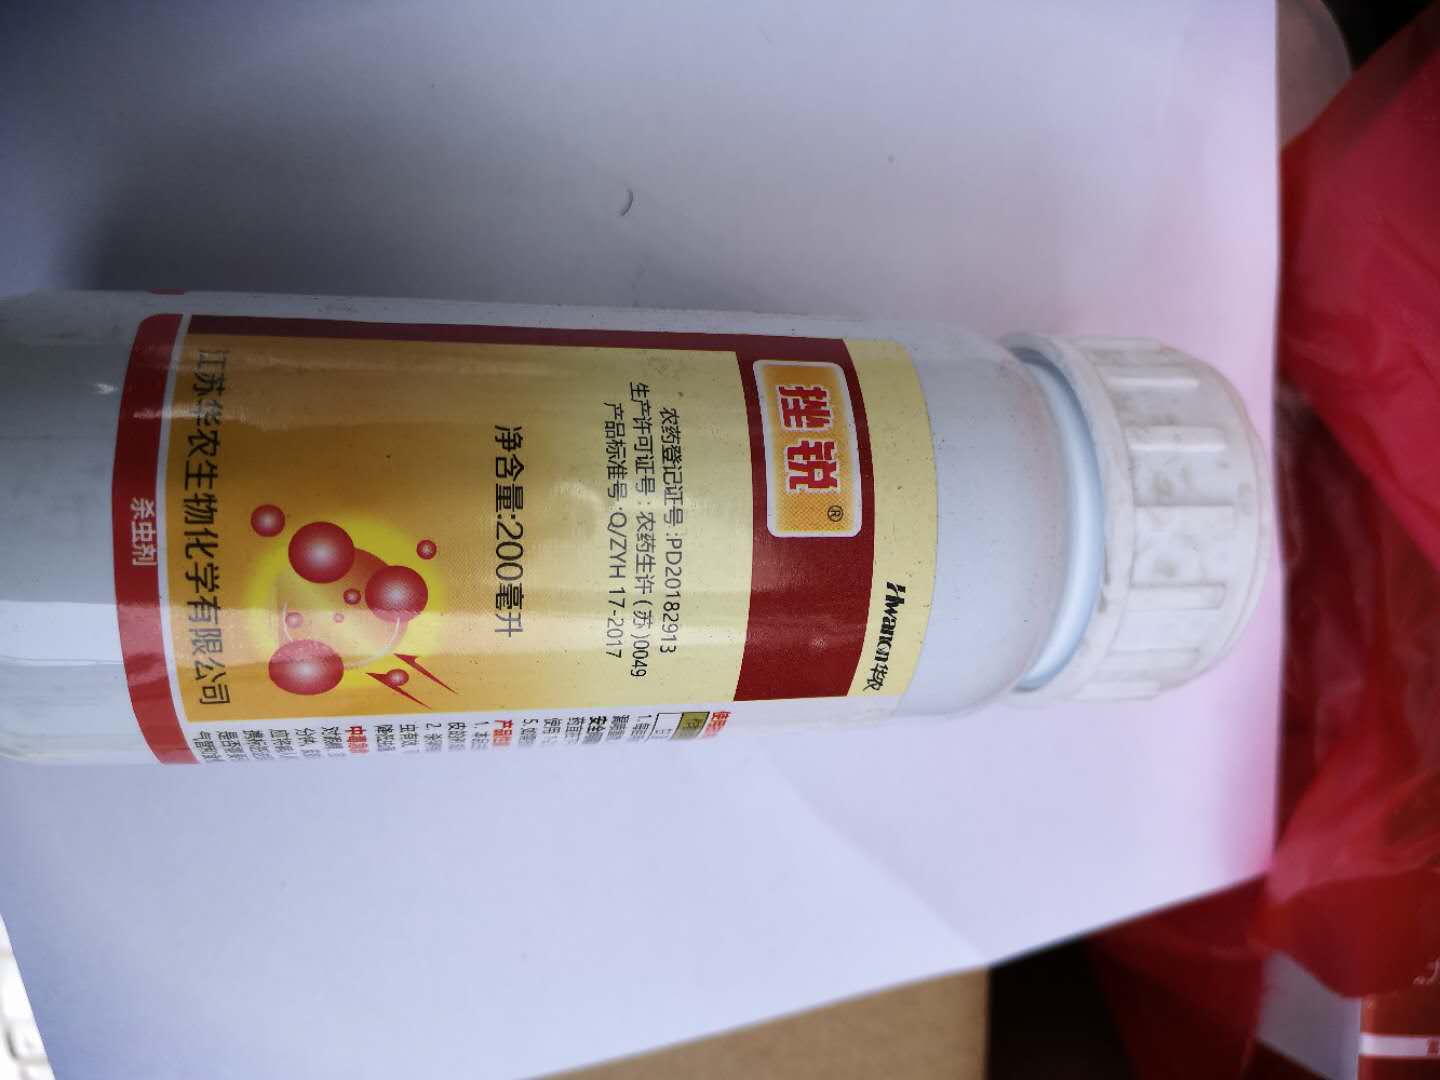 Hwanon华农
挫锐®
农药登记证号:PD20182913
生产许可证号:农药生许(苏)0049
产品标准号:Q/ZYH 17-2017
净含量:200毫升
江苏华农生物化学有限公司
杀虫剂